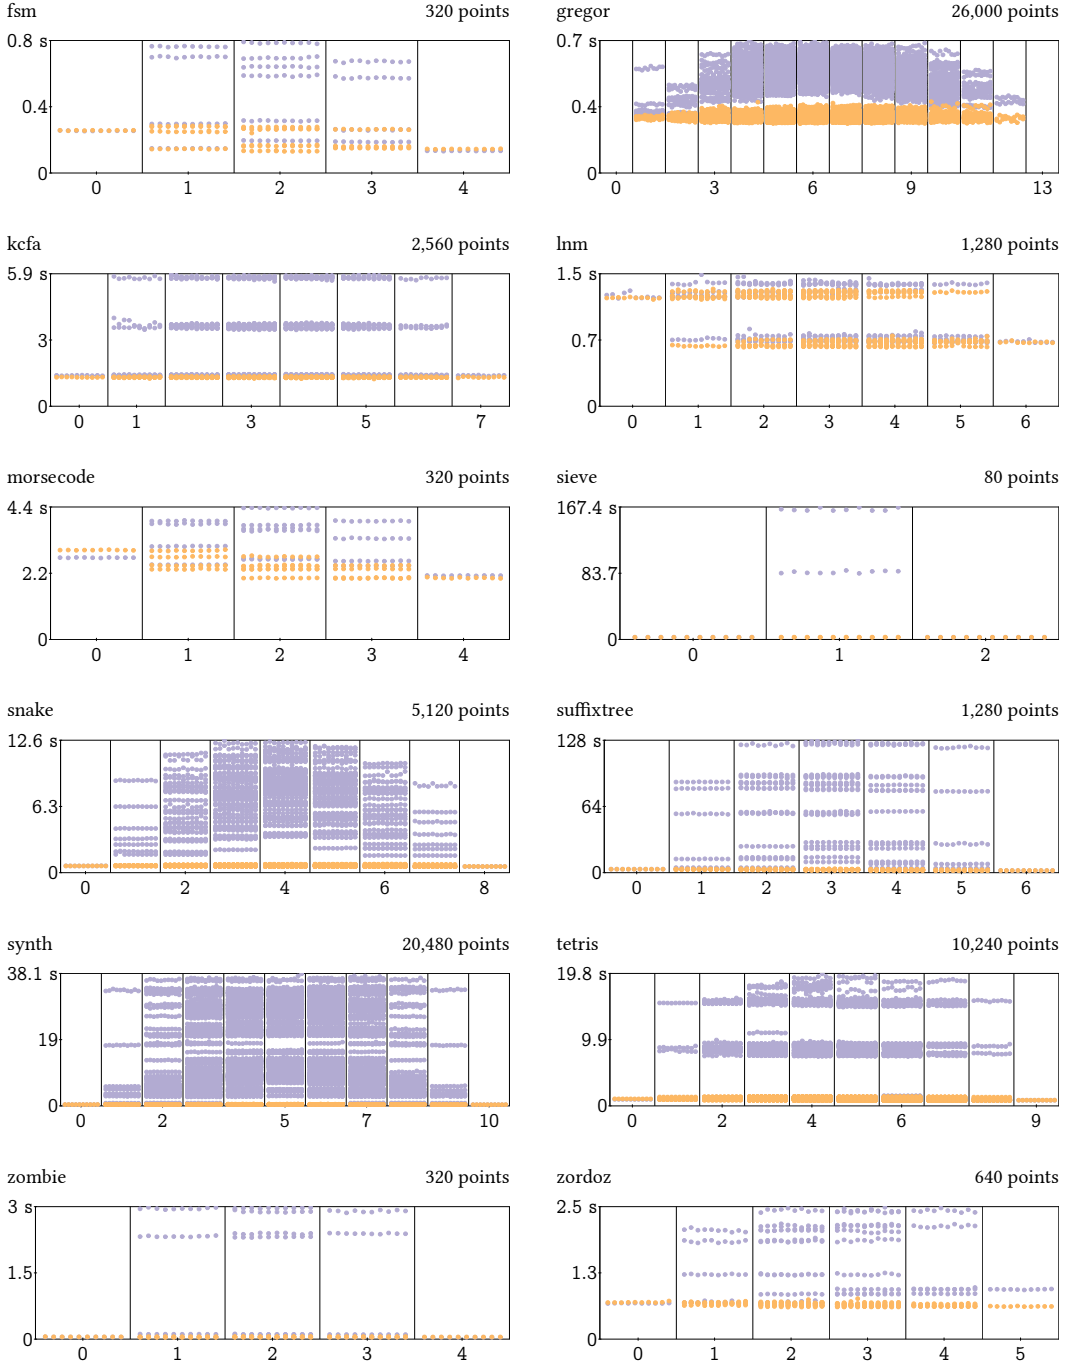 fsm 320 points
0.8 s
0.4
0
0 1 2 3 4
gregor 26,000 points
0.7 s
0.4
0
0 3 6 9 13
kcfa 2,560 points
5.9 s
3
0
0 1 3 5 7
lnm 1,280 points
1.5 s
0.7
0
0 1 2 3 4 5 6
morsecode 320 points
4.4 s
2.2
0
0 1 2 3 4
sieve 80 points
167.4 s
83.7
0
0 1 2
snake 5,120 points
12.6 s
6.3
0
0 2 4 6 8
suffixtree 1,280 points
128 s
64
0
0 1 2 3 4 5 6
synth 20,480 points
38.1 s
19
0
0 2 5 7 10
tetris 10,240 points
19.8 s
9.9
0
0 2 4 6 9
zombie 320 points
3 s
1.5
0
0 1 2 3 4
zordoz 640 points
2.5 s
1.3
0
0 1 2 3 4 5